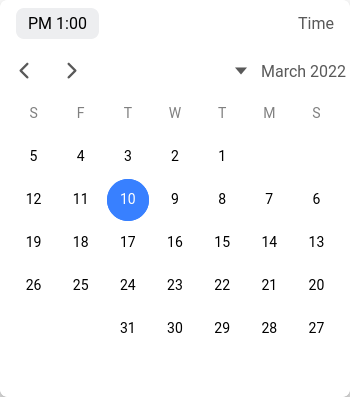 PM 1:00 Time
March 2022
S F T W T M S
5 4 3 2 1
12 11 10 9 8 7 6
19 18 17 16 15 14 13
26 25 24 23 22 21 20
31 30 29 28 27